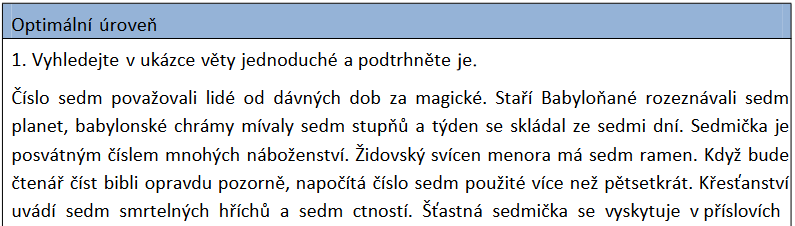 Optimální úroveň
1. Vyhledejte v ukázce věty jednoduché a podtrhněte je.
Číslo sedm považovali lidé od dávných dob za magické. Staří Babyloňané rozeznávali sedm
planet, babylonské chrámy mívaly sedm stupňů a týden se skládal ze sedmi dní. Sedmička je
posvátným číslem mnohých náboženství. Židovský svícen menora má sedm ramen. Když bude
čtenář číst bibli opravdu pozorně, napočítá číslo sedm použité více než pětsetkrát. Křesťanství
uvádí sedm smrtelných hříchů a sedm ctností. Šťastná sedmička se vyskytuje v příslovích